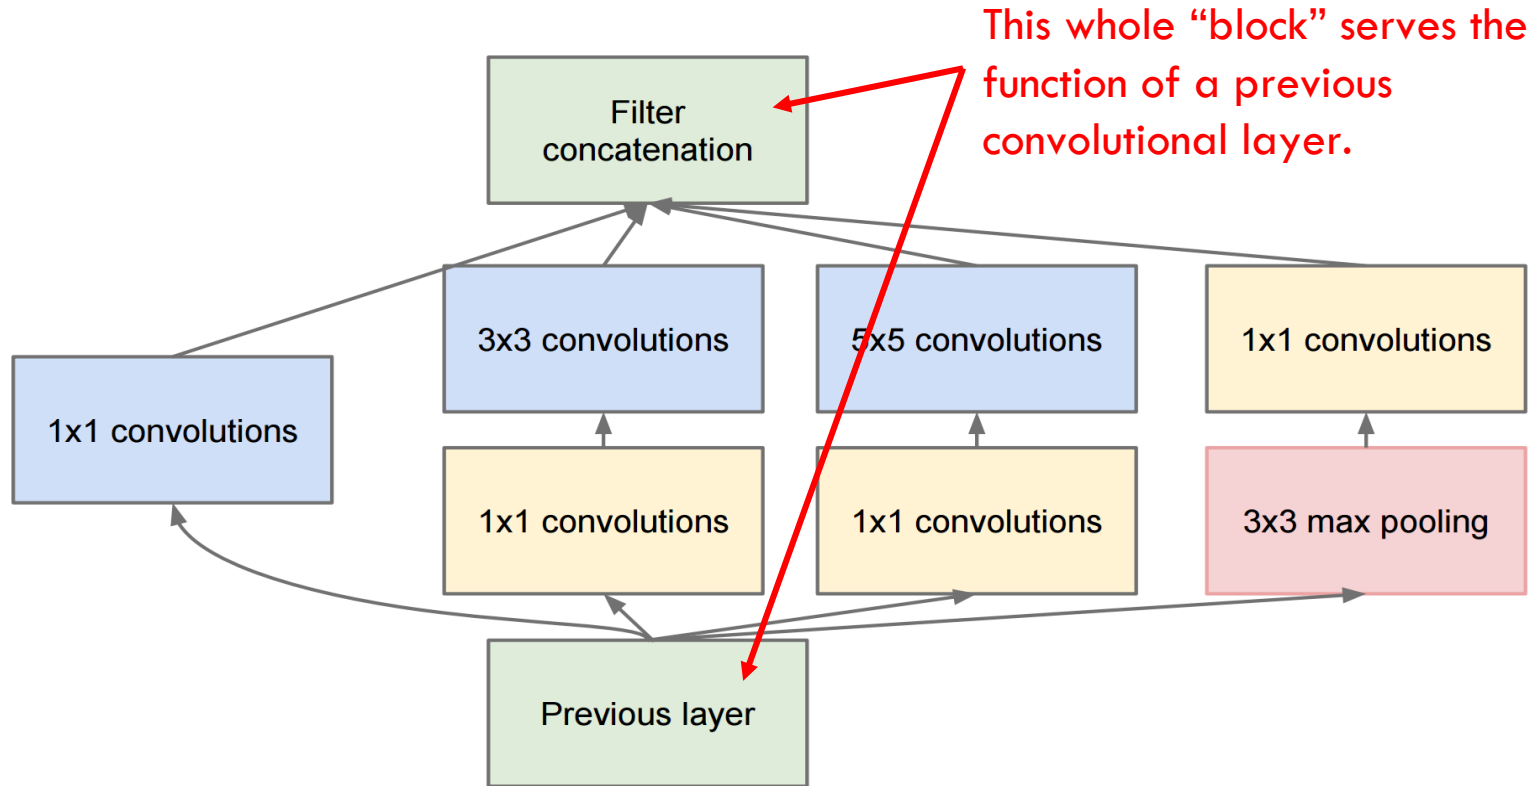 This whole “block” serves the
function of a previous
convolutional layer.
Filter
concatenation
3x3 convolutions
5x5 convolutions
1x1 convolutions
1x1 convolutions
1x1 convolutions
1x1 convolutions
3x3 max pooling
Previous layer